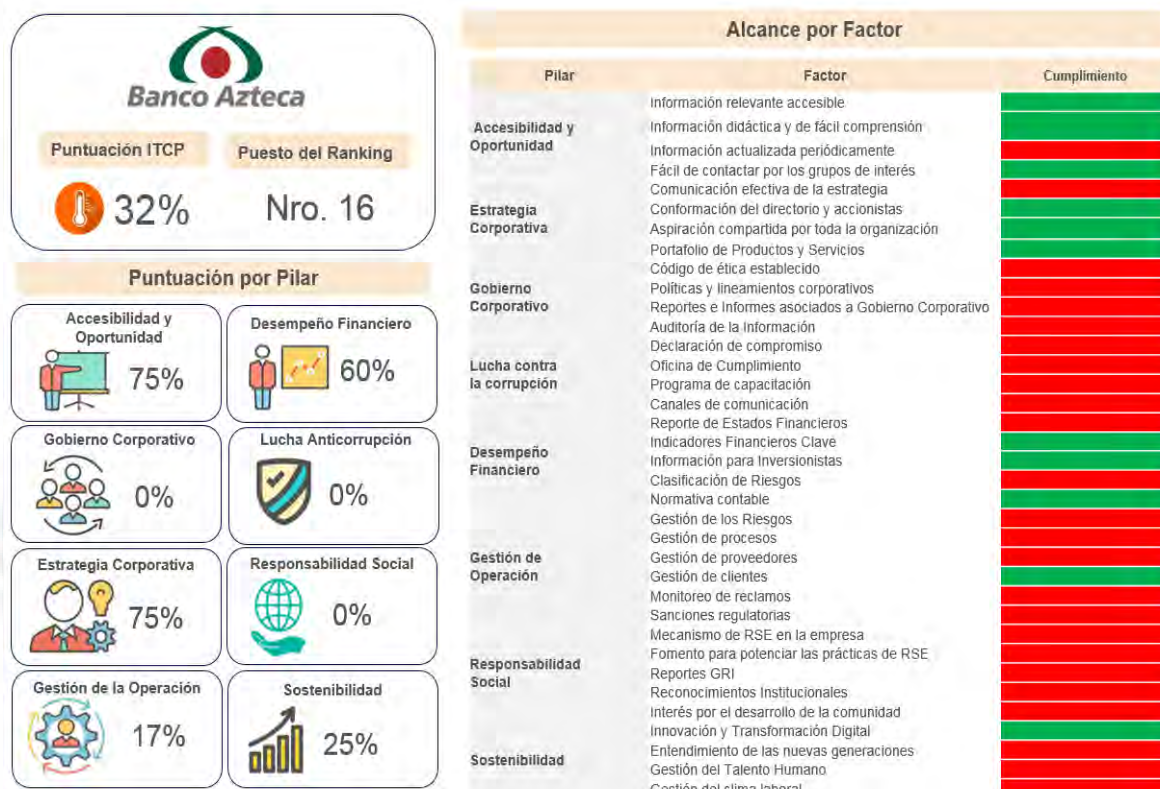 Banco Azteca
Puntuación ITCP
Puesto del Ranking
32%
Nro. 16
Puntuación por Pilar
Accesibilidad y
Oportunidad
75%
Desempeño Financiero
60%
Gobierno Corporativo
0%
Lucha Anticorrupción
0%
Estrategia Corporativa
75%
Responsabilidad Social
0%
Gestión de la Operación
17%
Sostenibilidad
25%
Alcance por Factor
Pilar Factor Cumplimiento
Accesibilidad y
Oportunidad
Información relevante accesible
Información didáctica y de fácil comprensión
Información actualizada periódicamente
Fácil de contactar por los grupos de interés
Estrategia
Corporativa
Comunicación efectiva de la estrategia
Conformación del directorio y accionistas
Aspiración compartida por toda la organización
Portafolio de Productos y Servicios
Gobierno
Corporativo
Código de ética establecido
Políticas y lineamientos corporativos
Reportes e Informes asociados a Gobierno Corporativo
Auditoría de la Información
Lucha contra
la corrupción
Declaración de compromiso
Oficina de Cumplimiento
Programa de capacitación
Canales de comunicación
Desempeño
Financiero
Reporte de Estados Financieros
Indicadores Financieros Clave
Información para Inversionistas
Clasificación de Riesgos
Normativa contable
Gestión de
Operación
Gestión de los Riesgos
Gestión de procesos
Gestión de proveedores
Gestión de clientes
Monitoreo de reclamos
Sanciones regulatorias
Responsabilidad
Social
Mecanismo de RSE en la empresa
Fomento para potenciar las prácticas de RSE
Reportes GRI
Reconocimientos Institucionales
Interés por el desarrollo de la comunidad
Sostenibilidad
Innovación y Transformación Digital
Entendimiento de las nuevas generaciones
Gestión del Talento Humano
Gestión del clima laboral